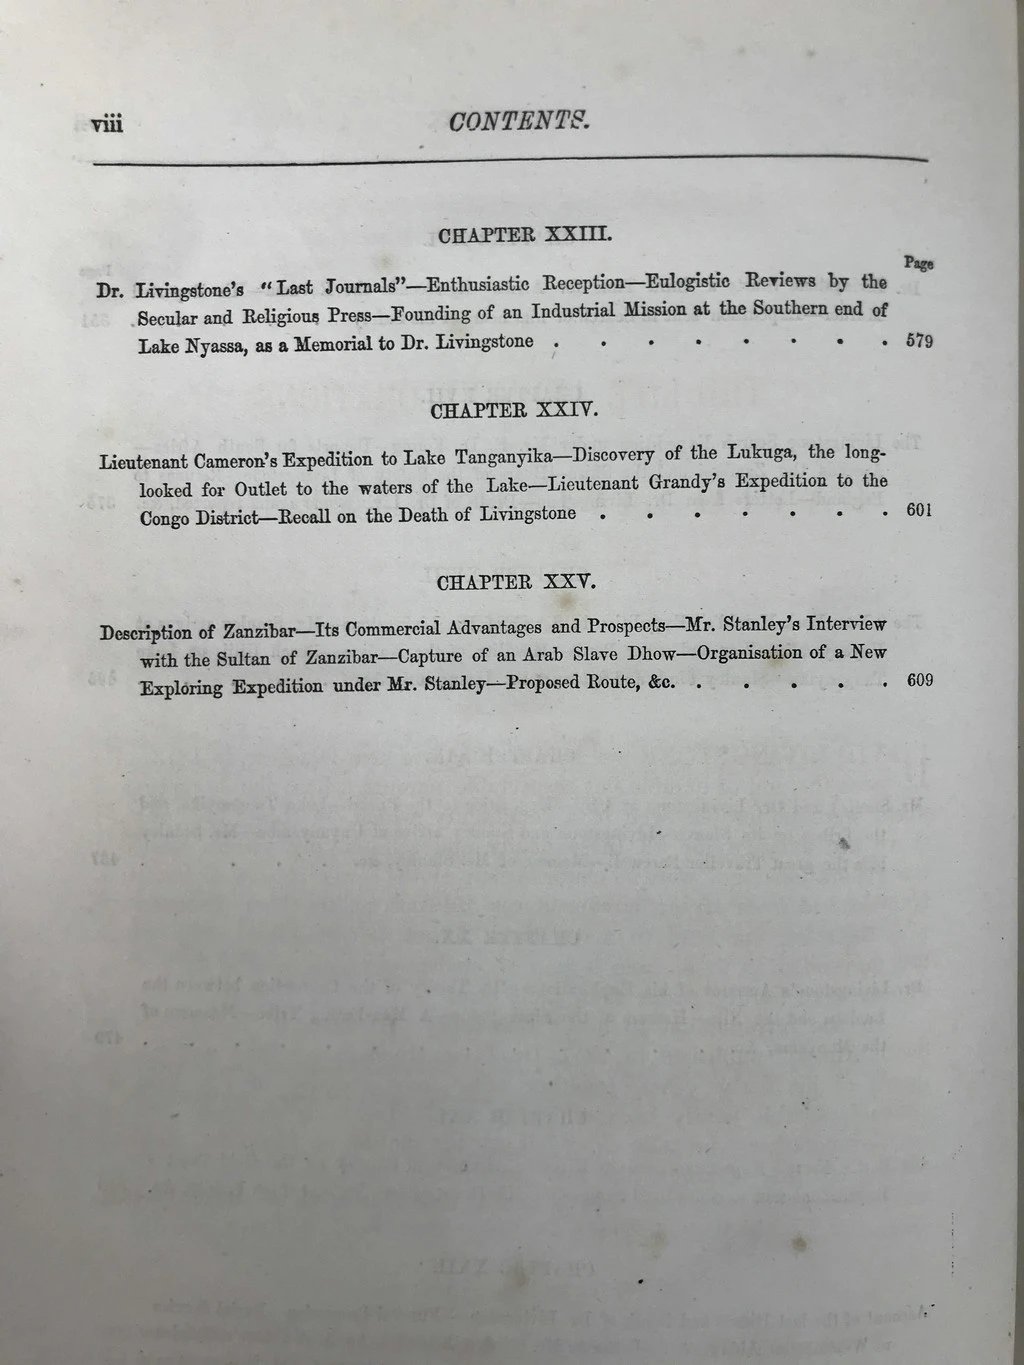 viii
CONTENTS.
CHAPTER XXIII.
Page
Dr. Livingstone's "Last Journals"—Enthusiastic Reception—Eulogistic Reviews by the
Secular and Religious Press—Founding of an Industrial Mission at the Southern end of
Lake Nyassa, as a Memorial to Dr. Livingstone . . . . . . . . 579
CHAPTER XXIV.
Lieutenant Cameron's Expedition to Lake Tanganyika—Discovery of the Lukuga, the long-
looked for Outlet to the waters of the Lake—Lieutenant Grandy's Expedition to the
Congo District—Recall on the Death of Livingstone . . . . . . . 601
CHAPTER XXV.
Description of Zanzibar—Its Commercial Advantages and Prospects—Mr. Stanley's Interview
with the Sultan of Zanzibar—Capture of an Arab Slave Dhow—Organisation of a New
Exploring Expedition under Mr. Stanley—Proposed Route, &c. . . . . . 609